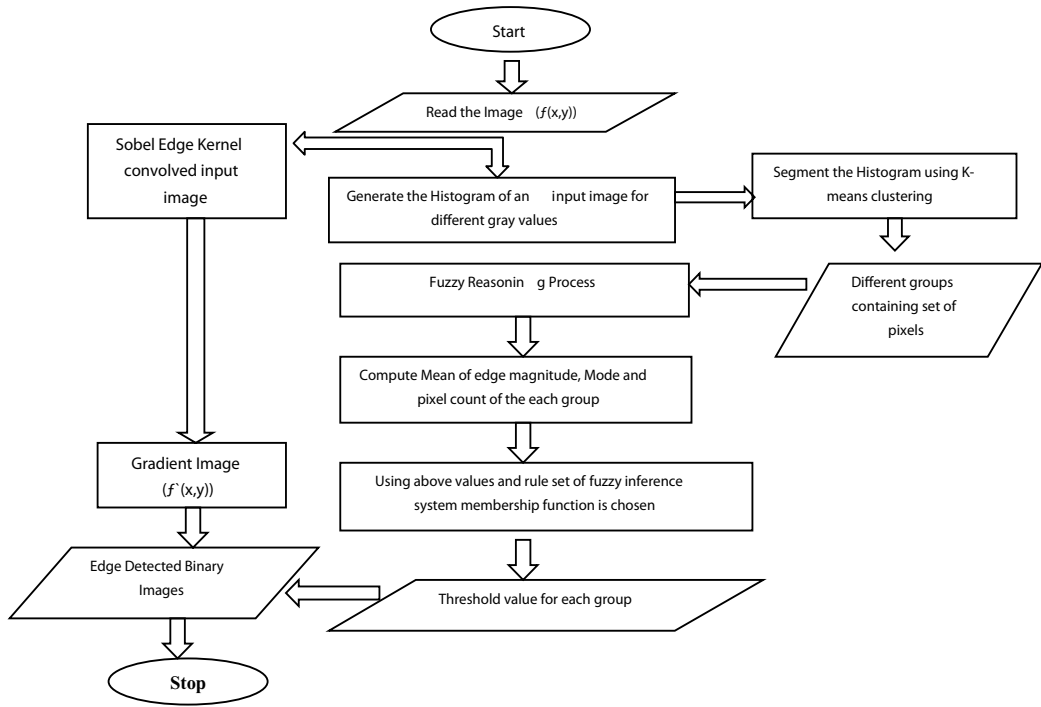 Start
Read the Image (ƒ(x,y))
Sobel Edge Kernel
convolved input
image
Generate the Histogram of an input image for
different gray values
Segment the Histogram using K-
means clustering
Different groups
containing set of
pixels
Fuzzy Reasonin g Process
Compute Mean of edge magnitude, Mode and
pixel count of the each group
Using above values and rule set of fuzzy inference
system membership function is chosen
Threshold value for each group
Gradient Image
(ƒ`(x,y))
Edge Detected Binary
Images
Stop